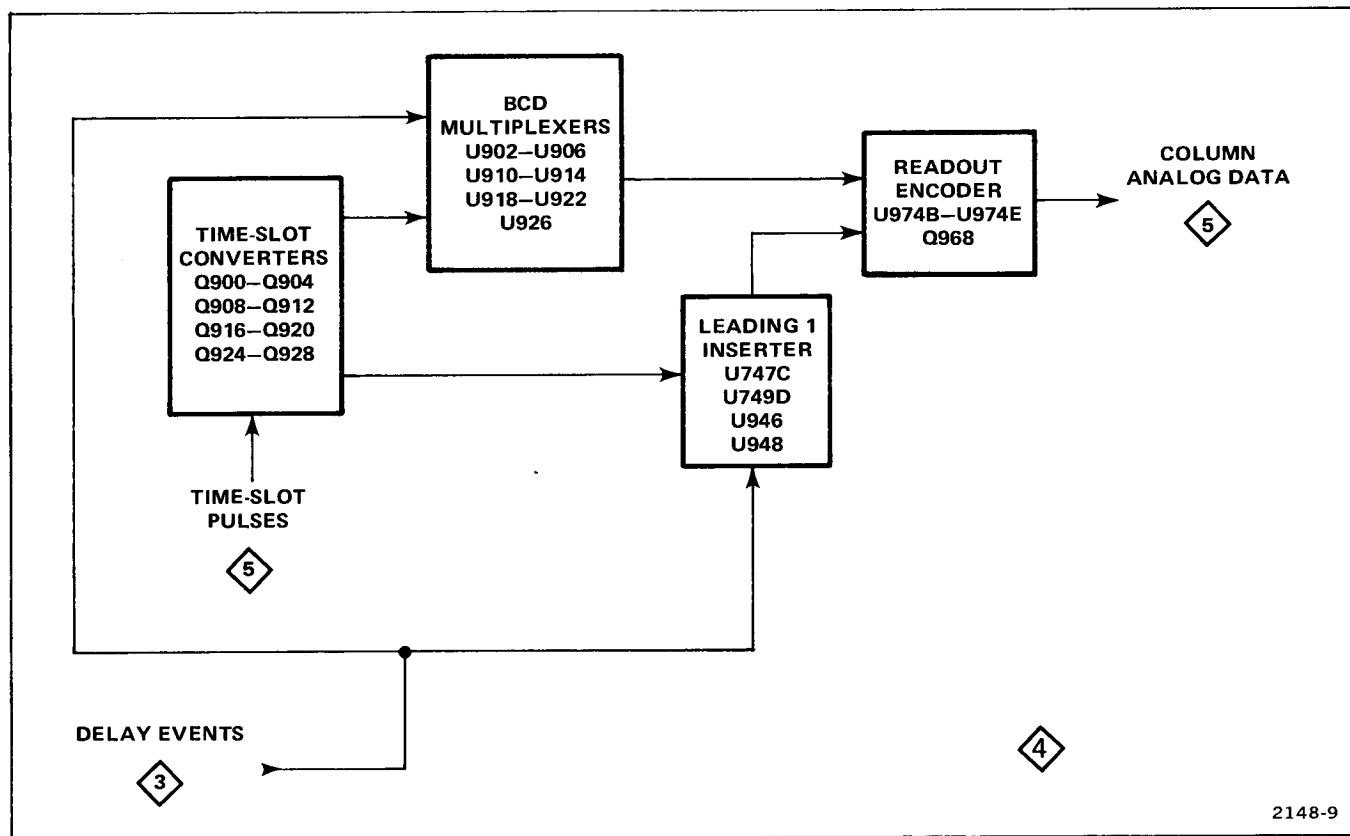 BCD
MULTIPLEXERS
U902–U906
U910–U914
U918–U922
U926
READOUT
ENCODER
U974B–U974E
Q968
COLUMN
ANALOG DATA
5
TIME-SLOT
CONVERTERS
Q900–Q904
Q908–Q912
Q916–Q920
Q924–Q928
LEADING 1
INSERTER
U747C
U749D
U946
U948
TIME-SLOT
PULSES
5
DELAY EVENTS
3
4
2148-9